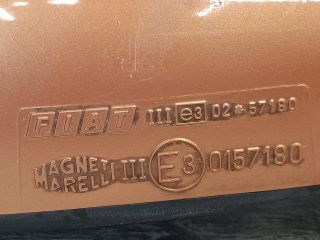 FIAT III e3 02*57180
MAGNETI
MARELLI III E3 0157180